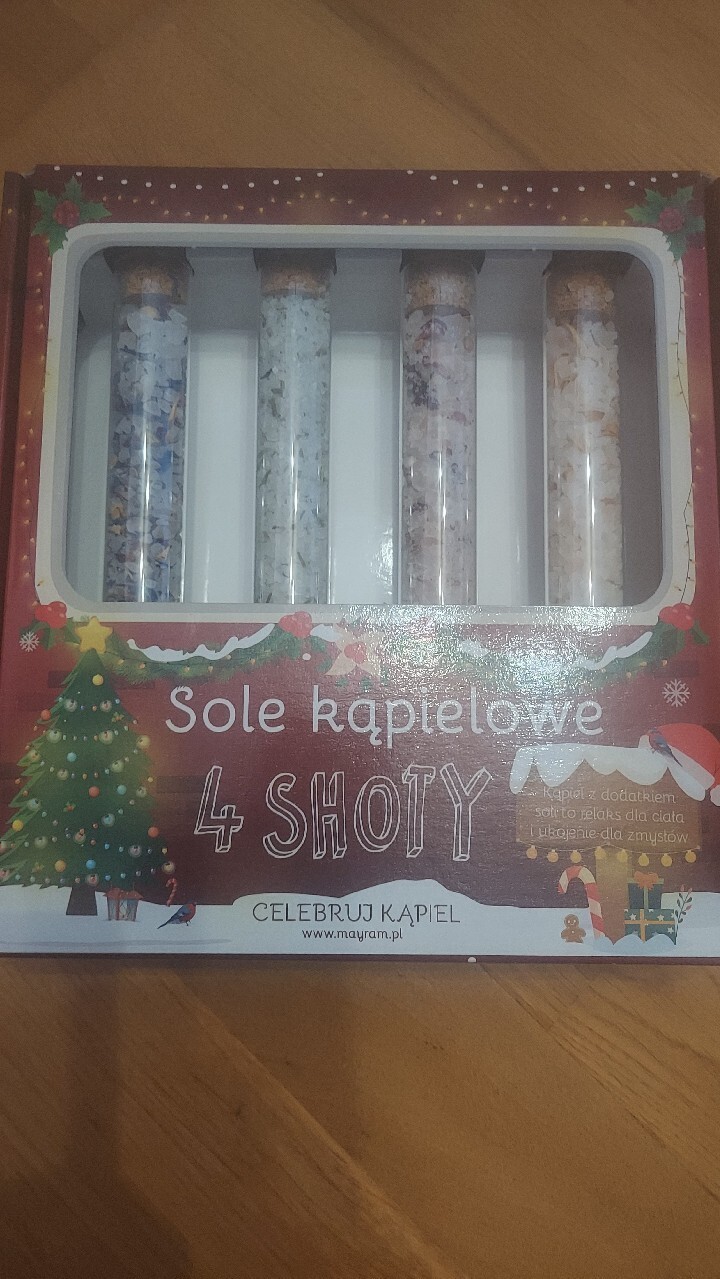 Sole kąpielowe
4 SHOTY
Kąpiel z dodatkiem
soli to relaks dla ciała
i ukojenie dla zmysłów
CELEBRUJ KĄPIEL
www.mayram.pl